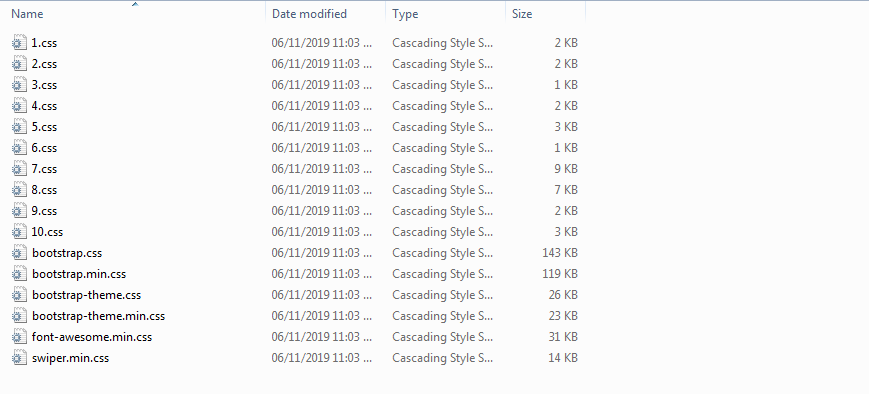 Name Date modified Type Size
1.css 06/11/2019 11:03 ... Cascading Style S... 2 KB
2.css 06/11/2019 11:03 ... Cascading Style S... 2 KB
3.css 06/11/2019 11:03 ... Cascading Style S... 1 KB
4.css 06/11/2019 11:03 ... Cascading Style S... 2 KB
5.css 06/11/2019 11:03 ... Cascading Style S... 3 KB
6.css 06/11/2019 11:03 ... Cascading Style S... 1 KB
7.css 06/11/2019 11:03 ... Cascading Style S... 9 KB
8.css 06/11/2019 11:03 ... Cascading Style S... 7 KB
9.css 06/11/2019 11:03 ... Cascading Style S... 2 KB
10.css 06/11/2019 11:03 ... Cascading Style S... 3 KB
bootstrap.css 06/11/2019 11:03 ... Cascading Style S... 143 KB
bootstrap.min.css 06/11/2019 11:03 ... Cascading Style S... 119 KB
bootstrap-theme.css 06/11/2019 11:03 ... Cascading Style S... 26 KB
bootstrap-theme.min.css 06/11/2019 11:03 ... Cascading Style S... 23 KB
font-awesome.min.css 06/11/2019 11:03 ... Cascading Style S... 31 KB
swiper.min.css 06/11/2019 11:03 ... Cascading Style S... 14 KB